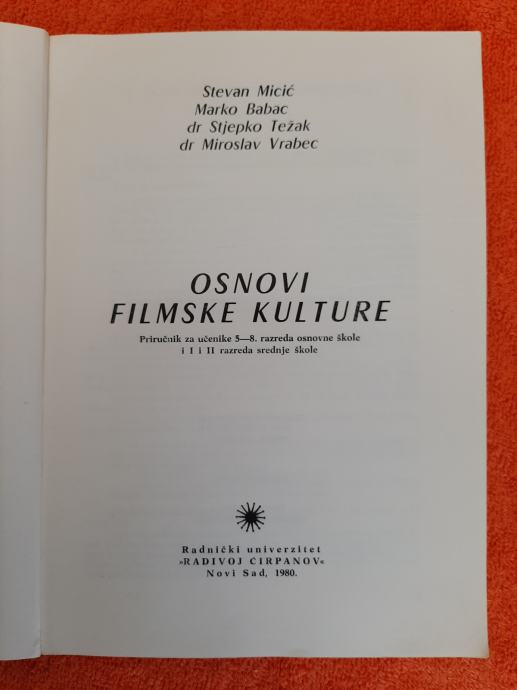 Stevan Micić
Marko Babac
dr Stjepko Težak
dr Miroslav Vrabec
OSNOVI
FILMSKE KULTURE
Priručnik za učenike 5—8. razreda osnovne škole
i I i II razreda srednje škole
Radnički univerzitet
»RADIVOJ ĆIRPANOV«
Novi Sad, 1980.